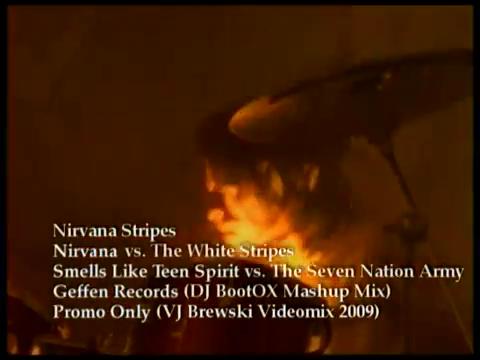 Nirvana Stripes
Nirvana vs. The White Stripes
Smells Like Teen Spirit vs. The Seven Nation Army
Geffen Records (DJ BootOX Mashup Mix)
Promo Only (VJ Brewski Videomix 2009)